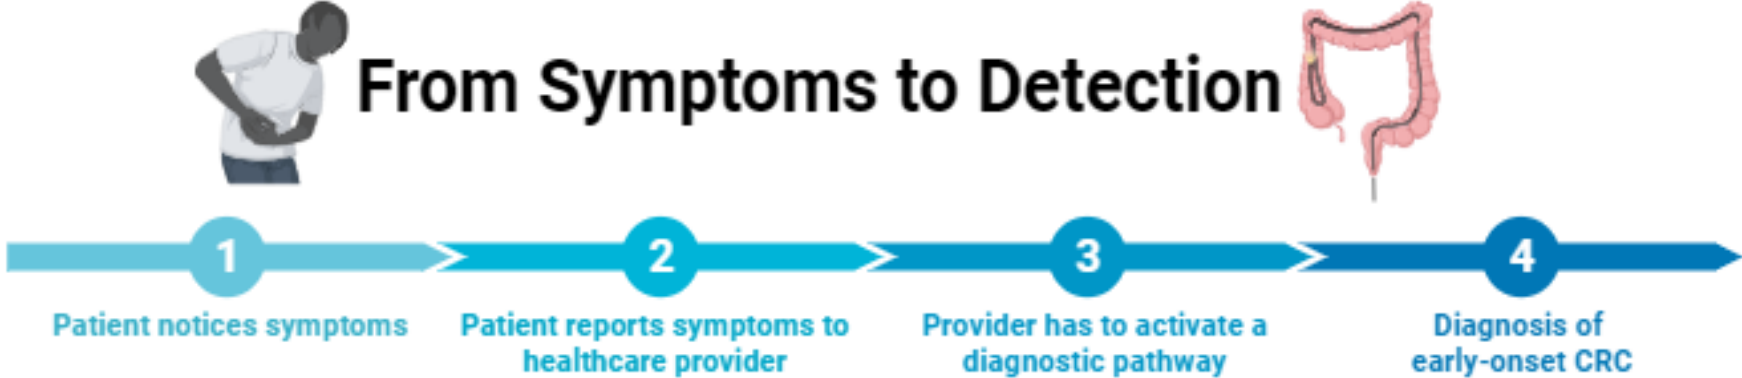 From Symptoms to Detection
1
2
3
4
Patient notices symptoms
Patient reports symptoms to
healthcare provider
Provider has to activate a
diagnostic pathway
Diagnosis of
early-onset CRC